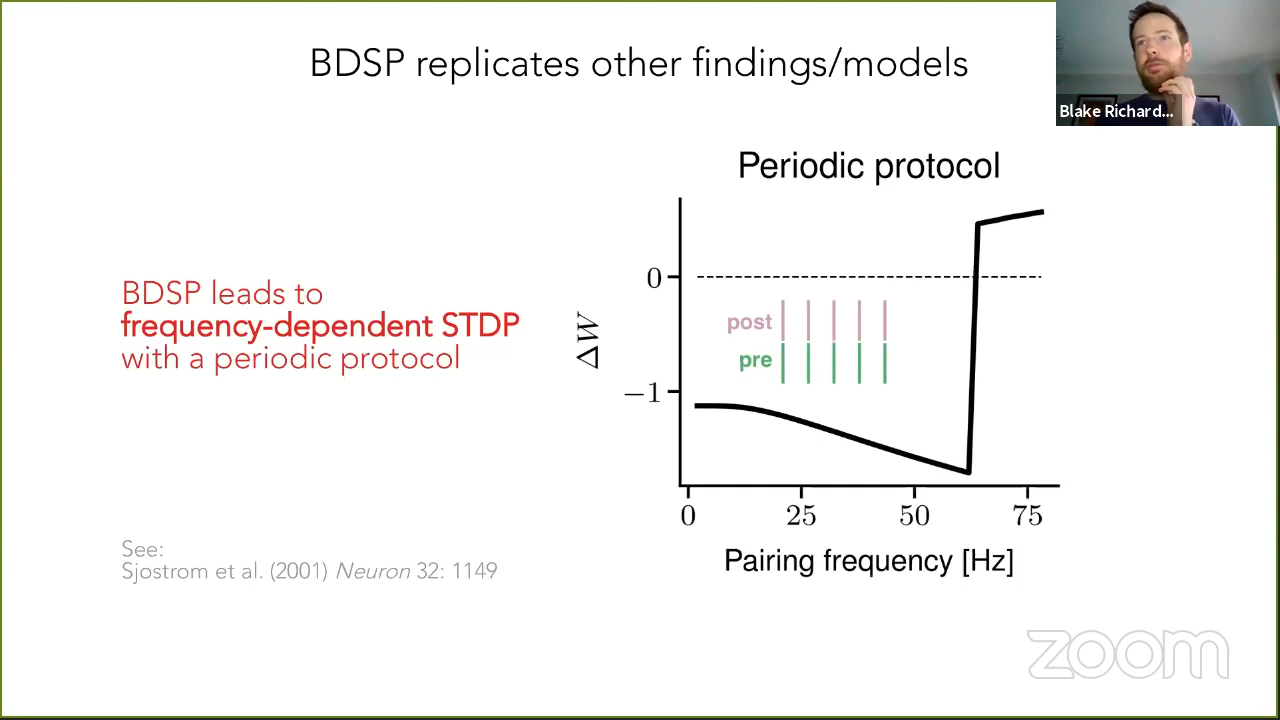 BDSP replicates other findings/models
Blake Richard...
Periodic protocol
BDSP leads to
frequency-dependent STDP
with a periodic protocol
0
−1
ΔW
post
pre
0 25 50 75
Pairing frequency [Hz]
See:
Sjostrom et al. (2001) Neuron 32: 1149
zoom